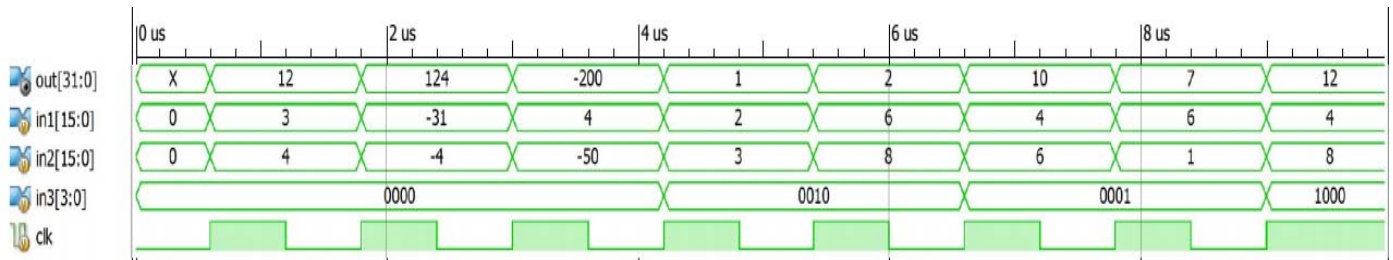 0 us 2 us 4 us 6 us 8 us
out[31:0] X 12 124 -200 1 2 10 7 12
in1[15:0] 0 3 -31 4 2 6 4 6 4
in2[15:0] 0 4 -4 -50 3 8 6 1 8
in3[3:0] 0000 0010 0001 1000
clk